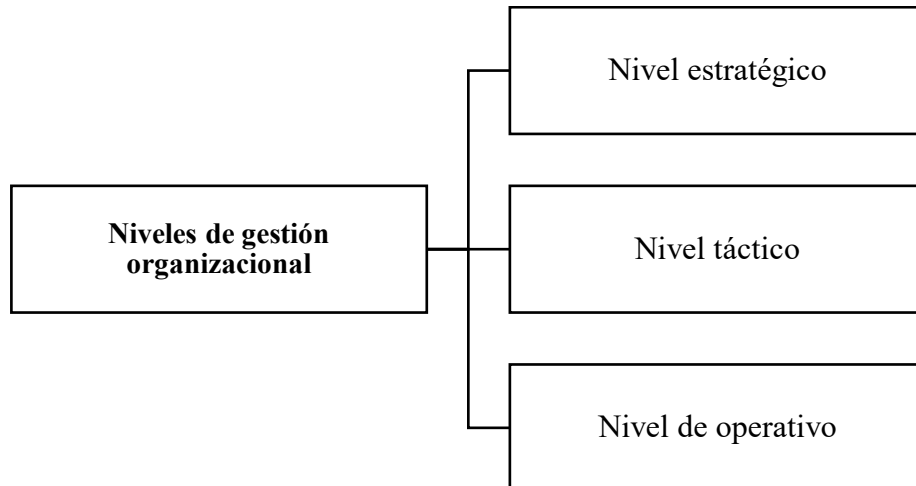 Nivel estratégico
Niveles de gestión
organizacional
Nivel táctico
Nivel de operativo